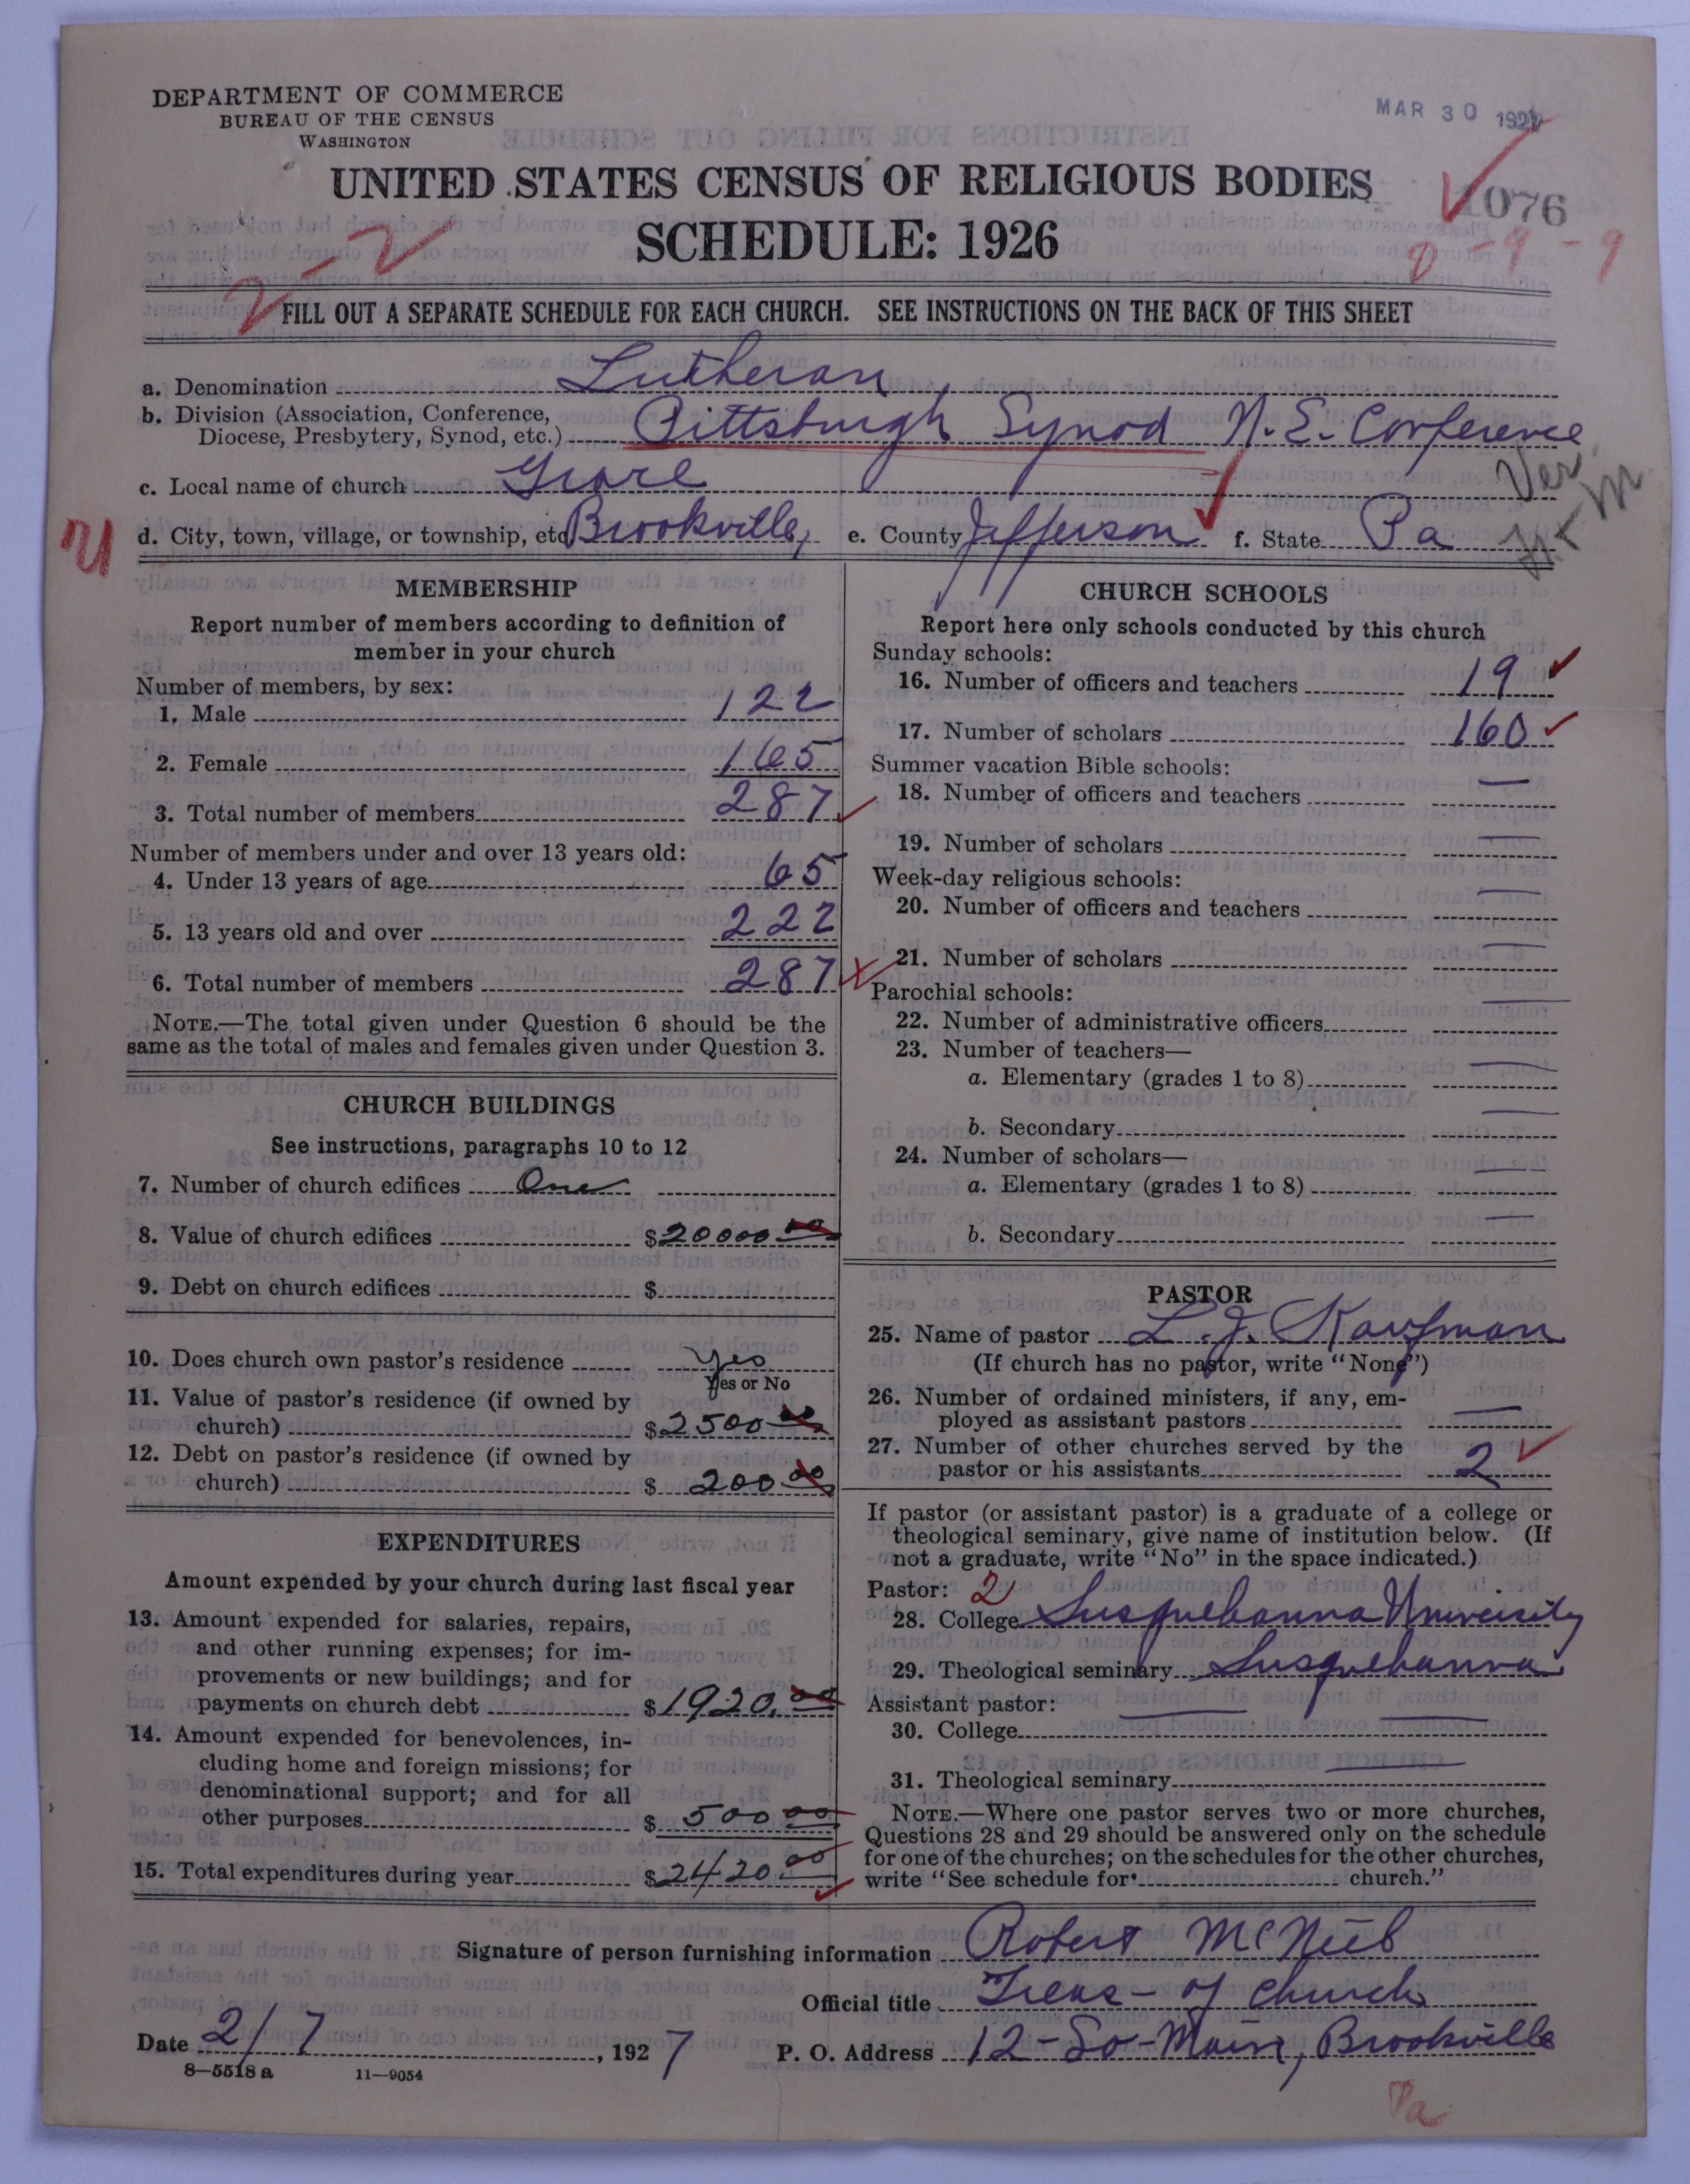 DEPARTMENT OF COMMERCE
BUREAU OF THE CENSUS
WASHINGTON
MAR 30 1927
UNITED STATES CENSUS OF RELIGIOUS BODIES
1076
SCHEDULE: 1926
2-2
0-9-9
FILL OUT A SEPARATE SCHEDULE FOR EACH CHURCH. SEE INSTRUCTIONS ON THE BACK OF THIS SHEET
a. Denomination Lutheran
b. Division (Association, Conference,
Diocese, Presbytery, Synod, etc.) Pittsburgh Synod N.E. Conference
c. Local name of church Grace
Ver.
d. City, town, village, or township, etc. Brookville, e. County Jefferson f. State Pa
MEMBERSHIP
Report number of members according to definition of
member in your church
Number of members, by sex:
1. Male 122
2. Female 165
3. Total number of members 287
Number of members under and over 13 years old:
4. Under 13 years of age 65
5. 13 years old and over 222
6. Total number of members 287
NOTE.—The total given under Question 6 should be the
same as the total of males and females given under Question 3.
CHURCH BUILDINGS
See instructions, paragraphs 10 to 12
7. Number of church edifices One
8. Value of church edifices $20000 00
9. Debt on church edifices $
10. Does church own pastor's residence Yes
Yes or No
11. Value of pastor's residence (if owned by
church) $2500 00
12. Debt on pastor's residence (if owned by
church) $ 200 00
EXPENDITURES
Amount expended by your church during last fiscal year
13. Amount expended for salaries, repairs,
and other running expenses; for im-
provements or new buildings; and for
payments on church debt $1920.00
14. Amount expended for benevolences, in-
cluding home and foreign missions; for
denominational support; and for all
other purposes $ 500 00
15. Total expenditures during year $2420 00
CHURCH SCHOOLS
Report here only schools conducted by this church
Sunday schools:
16. Number of officers and teachers 19
17. Number of scholars 160
Summer vacation Bible schools:
18. Number of officers and teachers —
19. Number of scholars —
Week-day religious schools:
20. Number of officers and teachers —
21. Number of scholars —
Parochial schools:
22. Number of administrative officers —
23. Number of teachers—
a. Elementary (grades 1 to 8) —
b. Secondary —
24. Number of scholars—
a. Elementary (grades 1 to 8) —
b. Secondary —
PASTOR
25. Name of pastor L. J. Kaufman
(If church has no pastor, write "None")
26. Number of ordained ministers, if any, em-
ployed as assistant pastors —
27. Number of other churches served by the
pastor or his assistants 2
If pastor (or assistant pastor) is a graduate of a college or
theological seminary, give name of institution below. (If
not a graduate, write "No" in the space indicated.)
Pastor: 2
28. College Susquehanna University
29. Theological seminary Susquehanna
Assistant pastor:
30. College — —
31. Theological seminary —
NOTE.—Where one pastor serves two or more churches,
Questions 28 and 29 should be answered only on the schedule
for one of the churches; on the schedules for the other churches,
write "See schedule for church."
Signature of person furnishing information Robert McNeil
Official title Treas- of Church
Date 2/7, 1927 P. O. Address 12-So-Main, Brookville
8—5518 a 11—9054
Pa